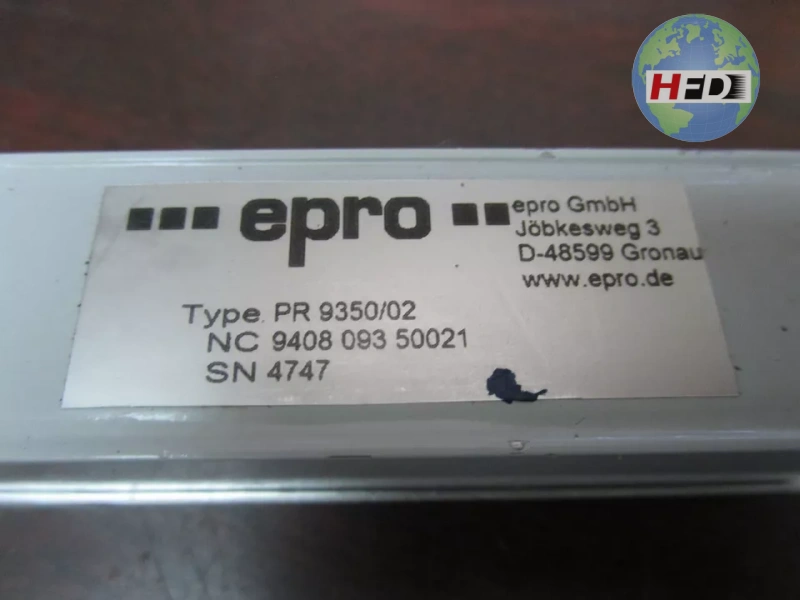 HFD
epro
epro GmbH
Jöbkesweg 3
D-48599 Gronau
www.epro.de
Type. PR 9350/02
NC 9408 093 50021
SN 4747